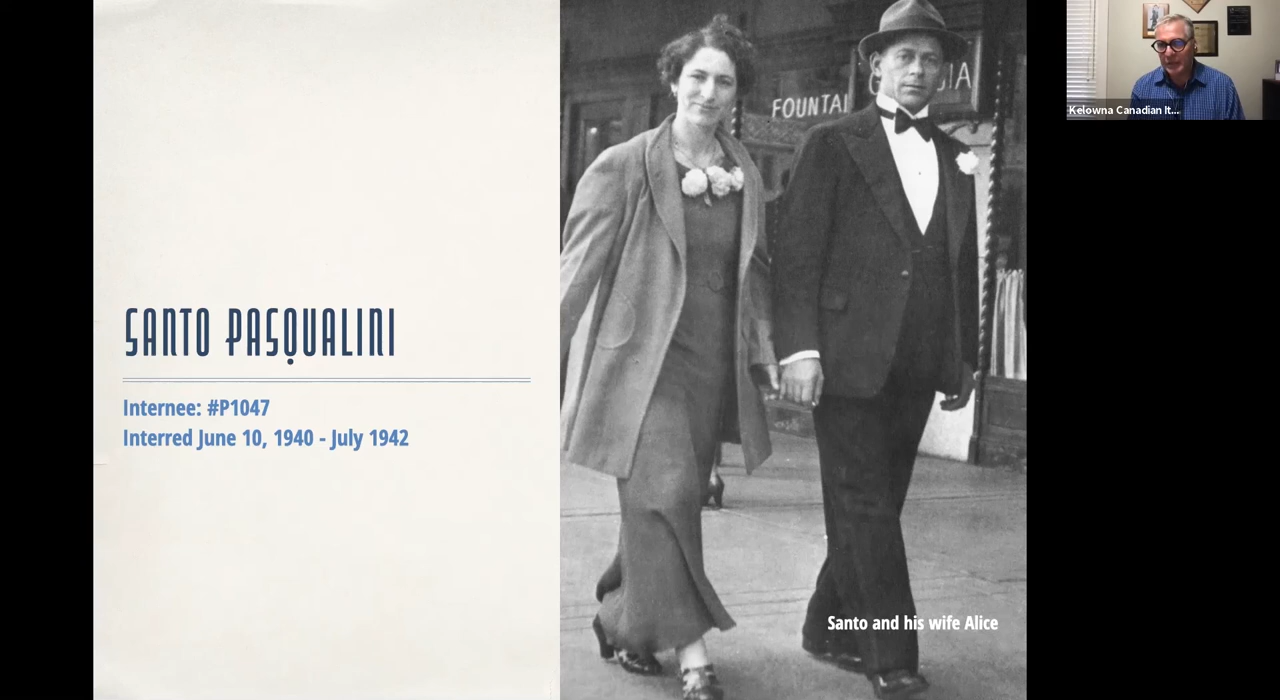 SANTO PASQUALINI
Internee: #P1047
Interred June 10, 1940 - July 1942
FOUNTAI
Santo and his wife Alice
Kelowna Canadian It...